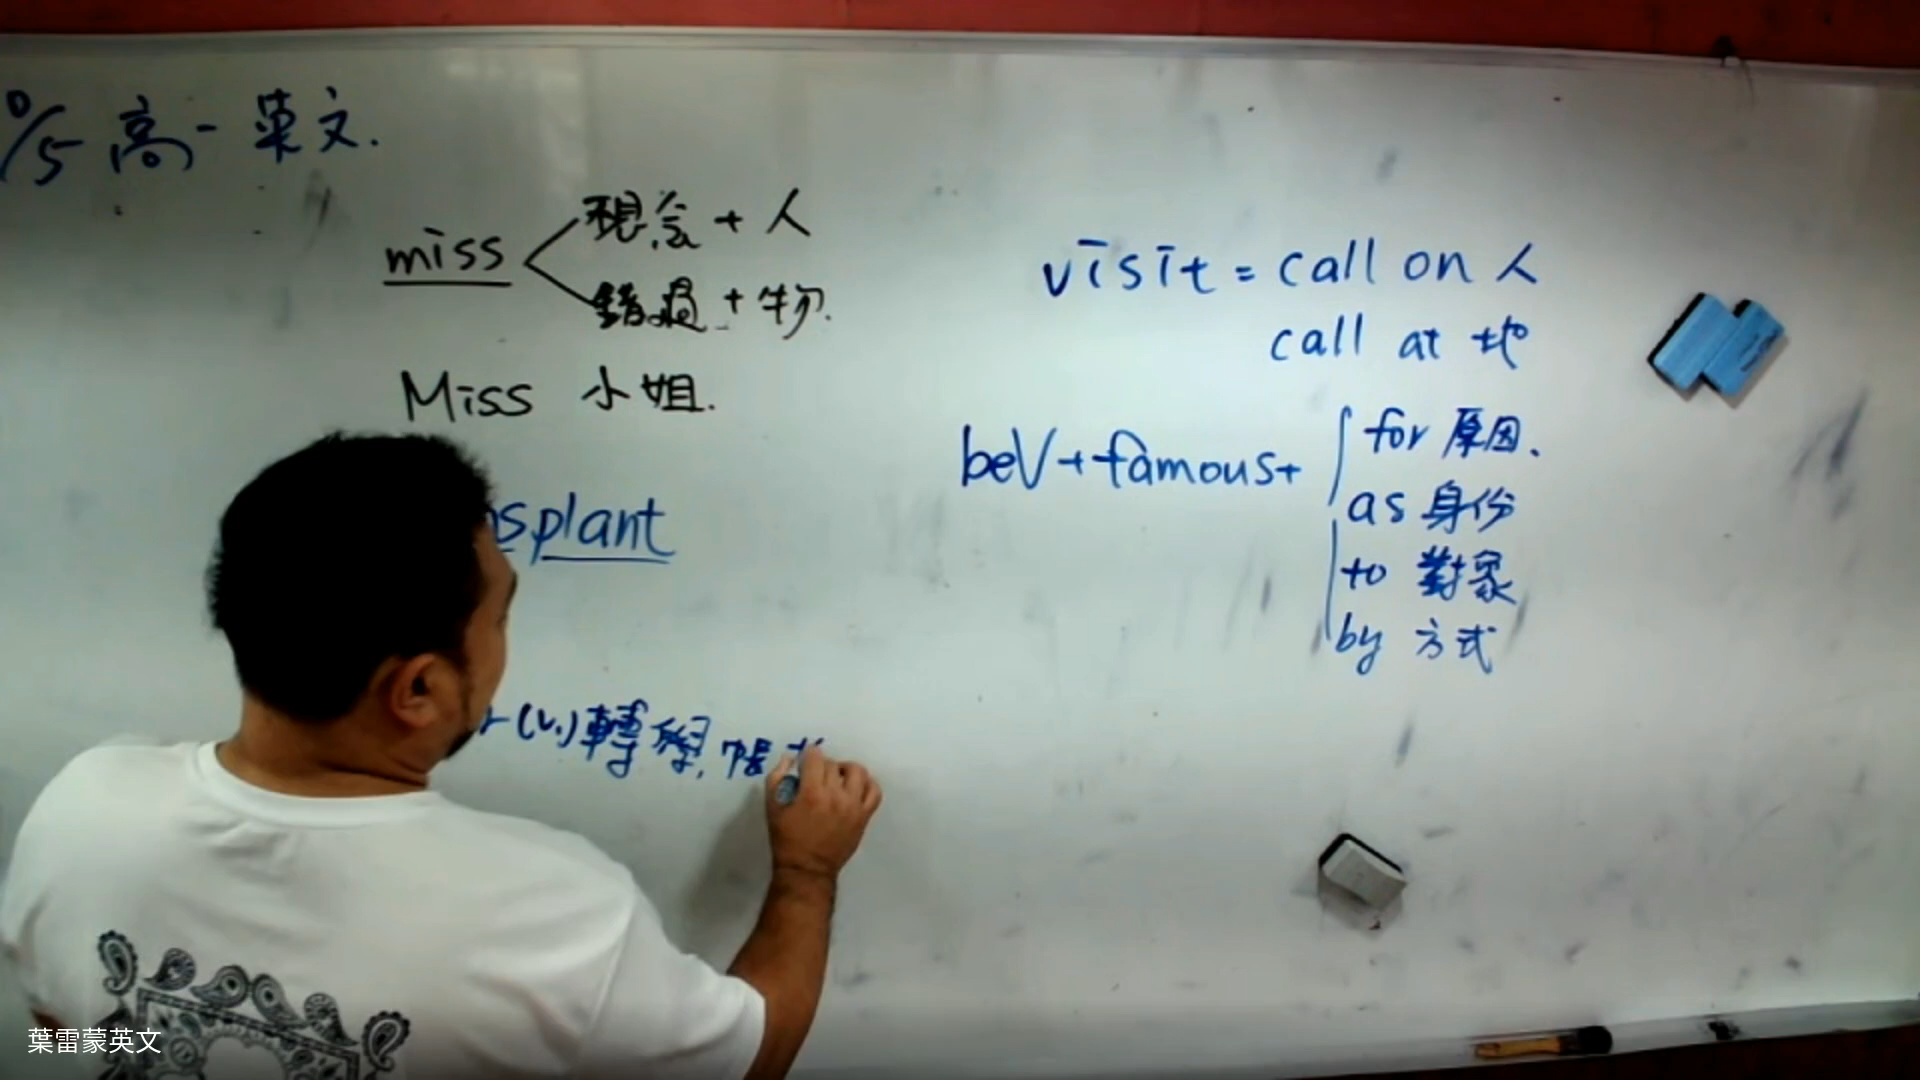 /5 高一英文.
miss
想念 + 人
錯過 + 物.
Miss 小姐.
splant
(v.) 轉學, 帳
visit = call on 人
call at 地
beV + famous +
for 原因.
as 身份
to 對象
by 方式
葉雷蒙英文